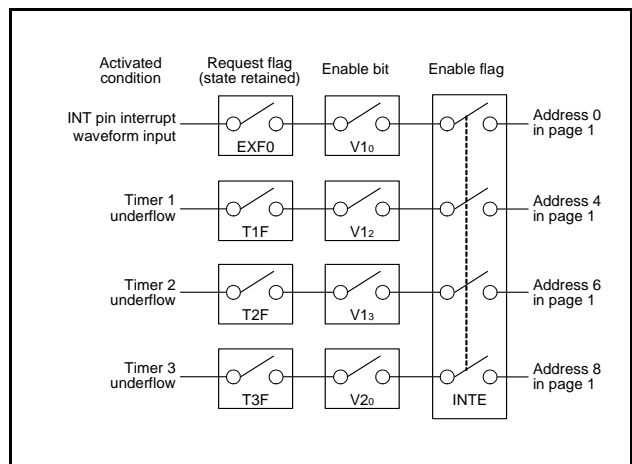 Activated
condition
Request flag
(state retained)
Enable bit
Enable flag
INT pin interrupt
waveform input
EXF0
V10
Address 0
in page 1
Timer 1
underflow
T1F
V12
Address 4
in page 1
Timer 2
underflow
T2F
V13
Address 6
in page 1
Timer 3
underflow
T3F
V20
INTE
Address 8
in page 1